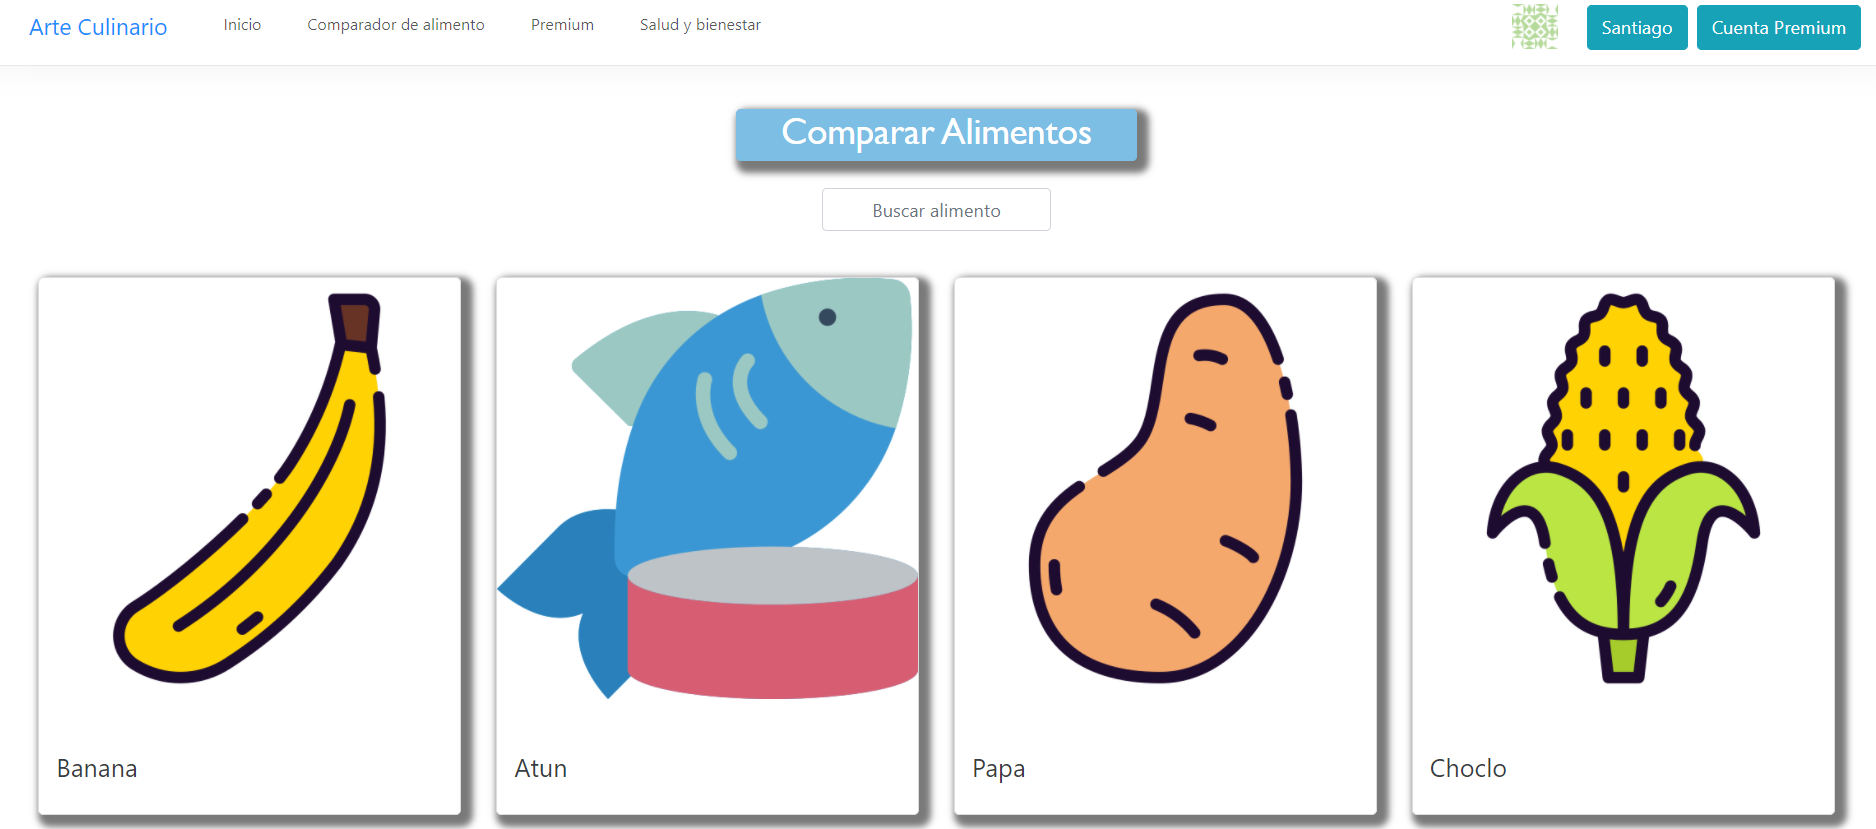 Arte Culinario
Inicio
Comparador de alimento
Premium
Salud y bienestar
Santiago
Cuenta Premium
Comparar Alimentos
Buscar alimento
Banana
Atun
Papa
Choclo